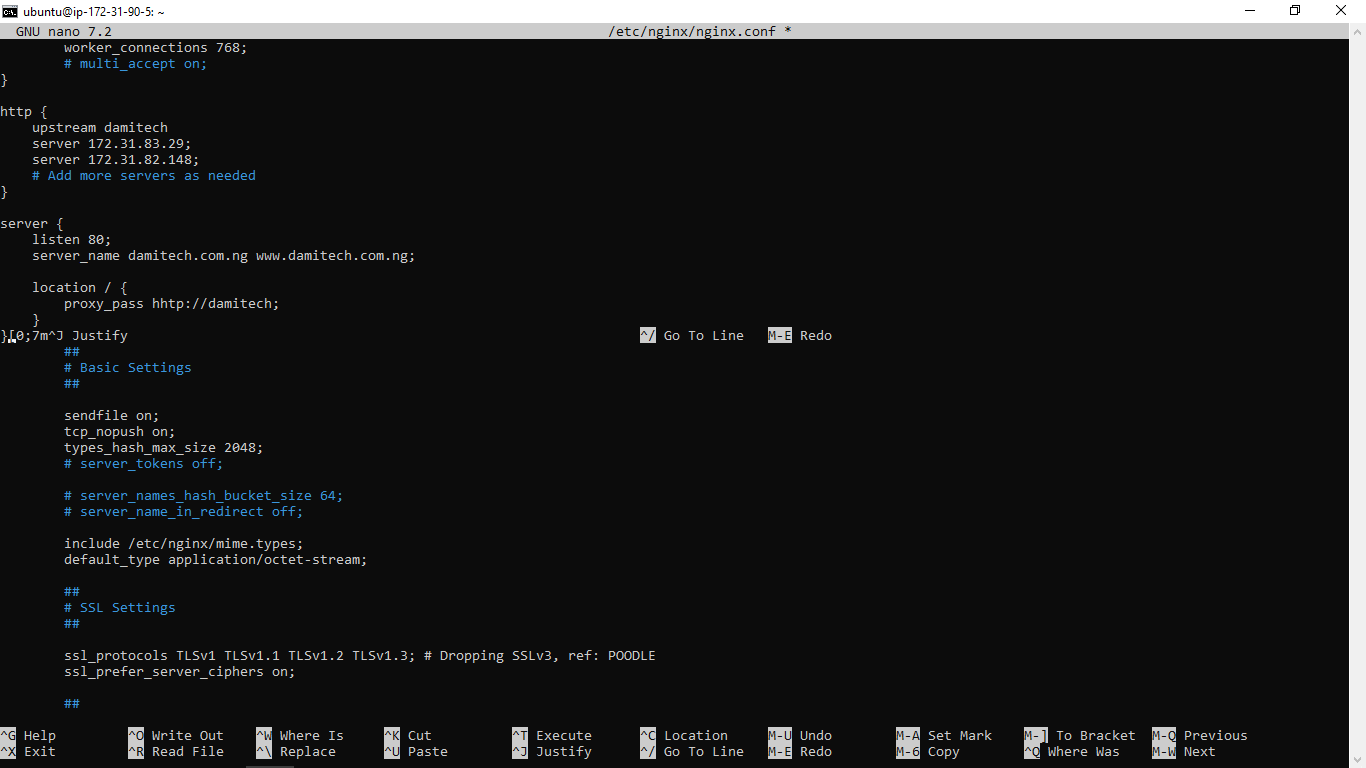 ubuntu@ip-172-31-90-5: ~
GNU nano 7.2 /etc/nginx/nginx.conf *
worker_connections 768;
# multi_accept on;
}
http {
upstream damitech
server 172.31.83.29;
server 172.31.82.148;
# Add more servers as needed
}
server {
listen 80;
server_name damitech.com.ng www.damitech.com.ng;
location / {
proxy_pass hhtp://damitech;
}
}[0;7m^J Justify ^/ Go To Line M-E Redo
##
# Basic Settings
##
sendfile on;
tcp_nopush on;
types_hash_max_size 2048;
# server_tokens off;
# server_names_hash_bucket_size 64;
# server_name_in_redirect off;
include /etc/nginx/mime.types;
default_type application/octet-stream;
##
# SSL Settings
##
ssl_protocols TLSv1 TLSv1.1 TLSv1.2 TLSv1.3; # Dropping SSLv3, ref: POODLE
ssl_prefer_server_ciphers on;
##
^G Help ^O Write Out ^W Where Is ^K Cut ^T Execute ^C Location M-U Undo M-A Set Mark M-] To Bracket M-Q Previous
^X Exit ^R Read File ^\ Replace ^U Paste ^J Justify ^/ Go To Line M-E Redo M-6 Copy ^Q Where Was M-W Next